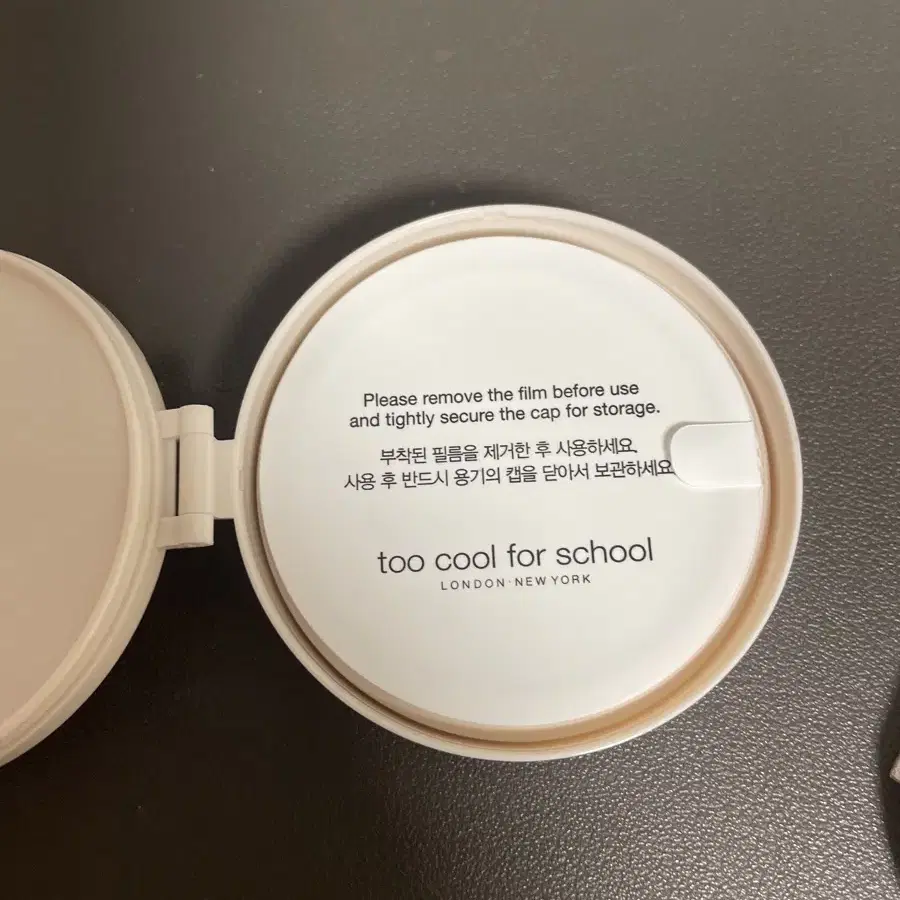 Please remove the film before use
and tightly secure the cap for storage.
부착된 필름을 제거한 후 사용하세요.
사용 후 반드시 용기의 캡을 닫아서 보관하세요.
too cool for school
LONDON·NEW YORK